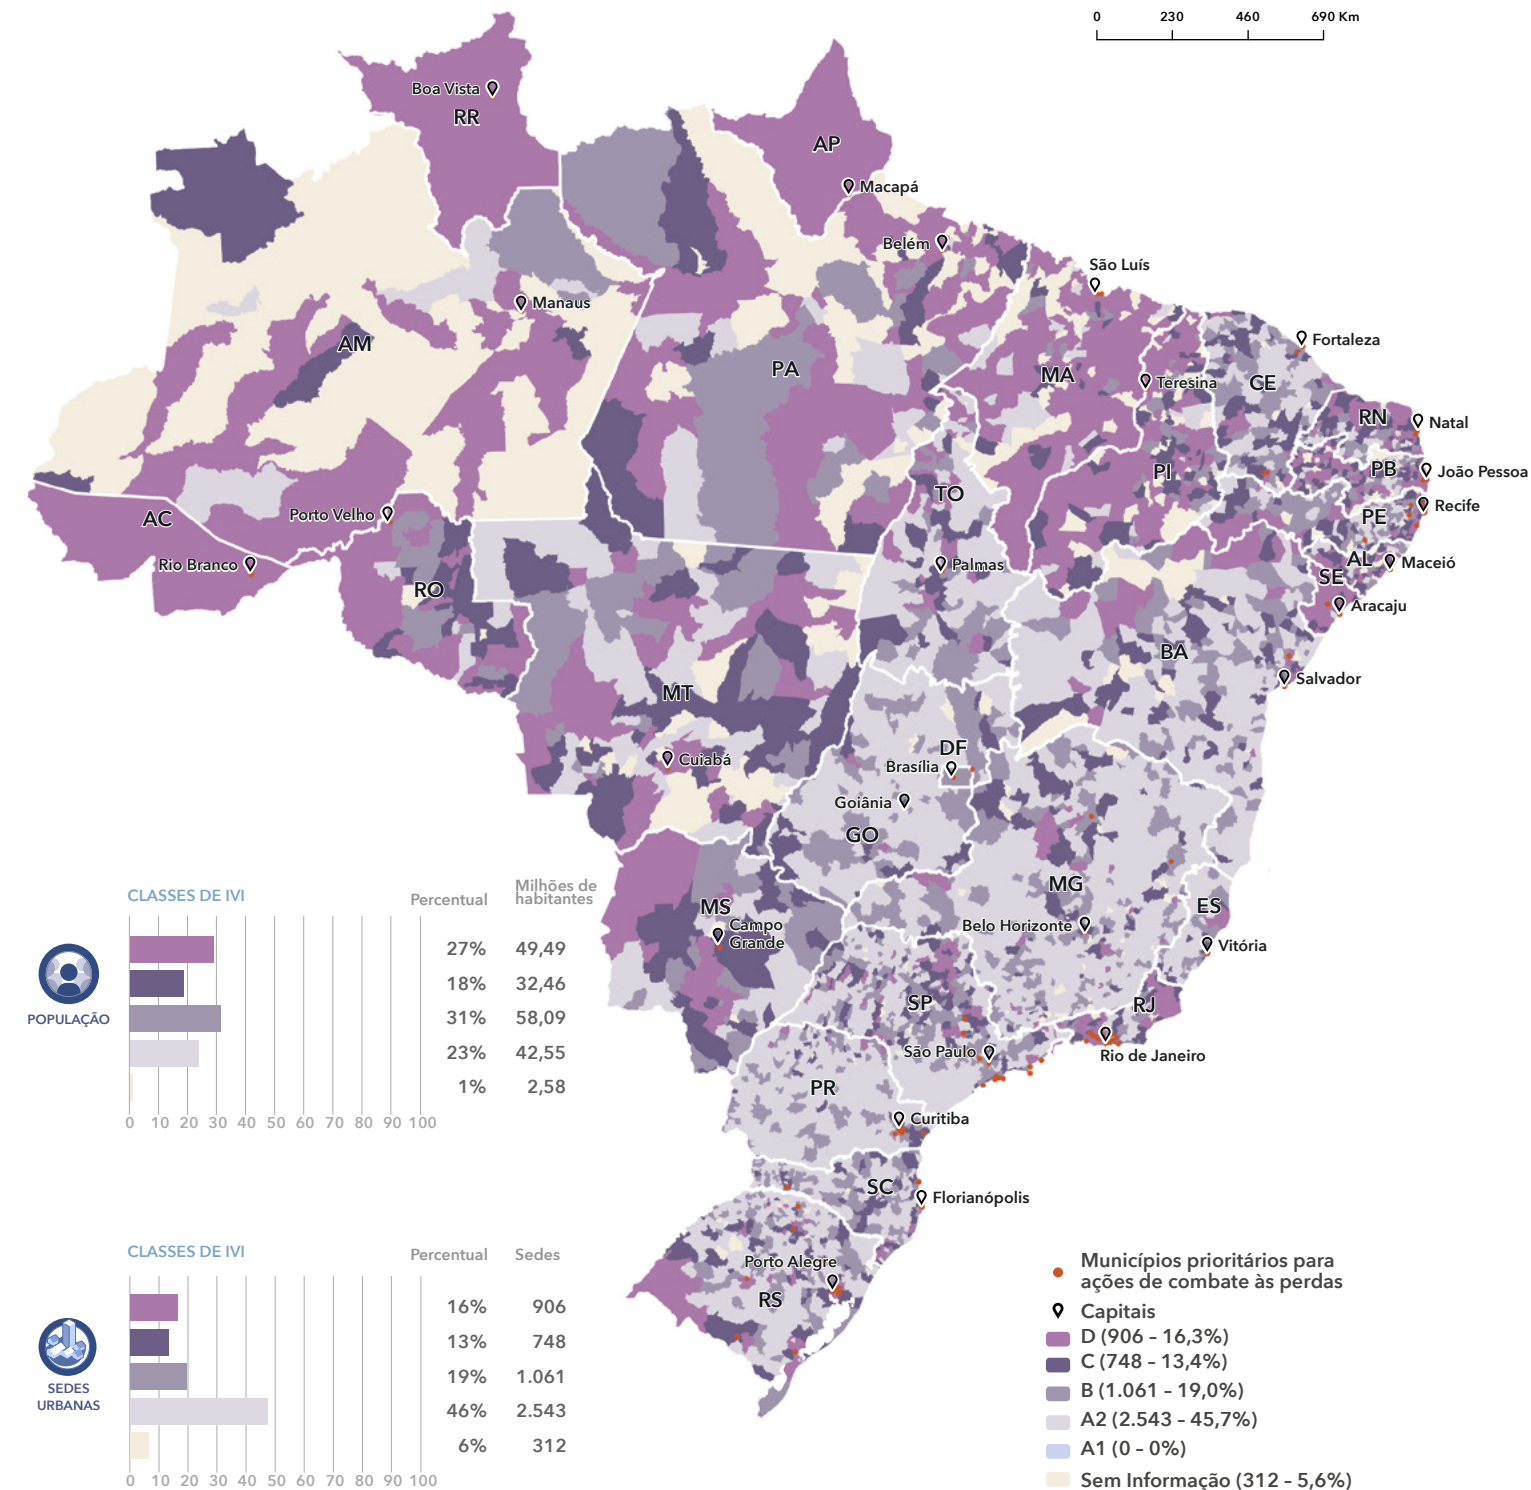 0 230 460 690 Km
Boa Vista
RR
AP
Macapá
Belém
São Luís
Manaus
Fortaleza
AM
PA
MA
Teresina
CE
RN
Natal
PI
PB
João Pessoa
TO
AC
Porto Velho
PE
Recife
Rio Branco
Palmas
AL
Maceió
RO
SE
Aracaju
BA
Salvador
MT
DF
Cuiabá
Brasília
Goiânia
GO
MG
MS
ES
Campo
Grande
Belo Horizonte
Vitória
SP
RJ
São Paulo
Rio de Janeiro
PR
Curitiba
SC
Florianópolis
Porto Alegre
RS
CLASSES DE IVI
Percentual
Milhões de
habitantes
27% 49,49
18% 32,46
31% 58,09
23% 42,55
1% 2,58
POPULAÇÃO
0 10 20 30 40 50 60 70 80 90 100
CLASSES DE IVI
Percentual Sedes
16% 906
13% 748
19% 1.061
46% 2.543
6% 312
SEDES
URBANAS
0 10 20 30 40 50 60 70 80 90 100
Municípios prioritários para
ações de combate às perdas
Capitais
D (906 – 16,3%)
C (748 – 13,4%)
B (1.061 – 19,0%)
A2 (2.543 – 45,7%)
A1 (0 – 0%)
Sem Informação (312 – 5,6%)